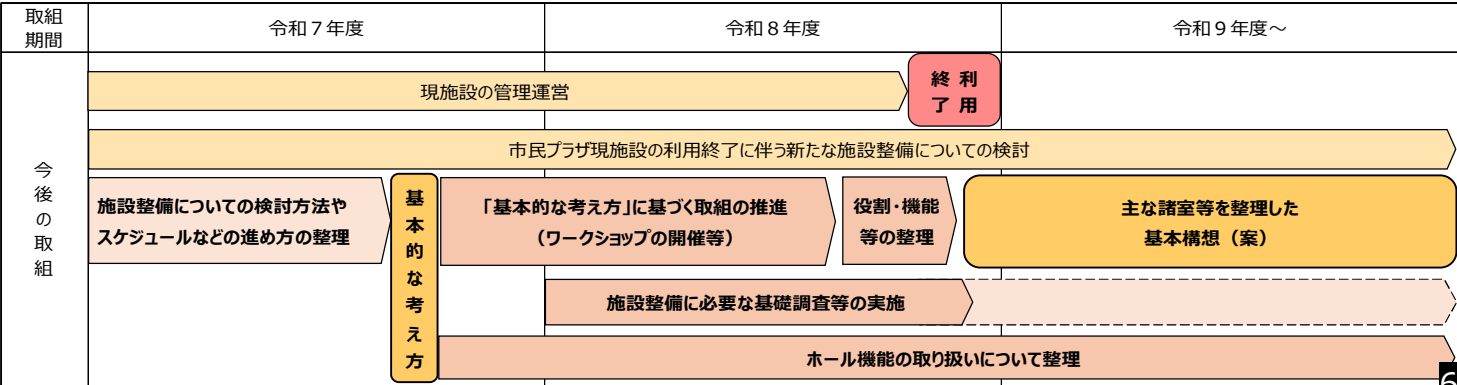 取組
期間
令和７年度
令和８年度
令和９年度～
今後の取組
現施設の管理運営
終 利
了 用
市民プラザ現施設の利用終了に伴う新たな施設整備についての検討
施設整備についての検討方法や
スケジュールなどの進め方の整理
基本的な考え方
「基本的な考え方」に基づく取組の推進
（ワークショップの開催等）
役割・機能
等の整理
主な諸室等を整理した
基本構想（案）
施設整備に必要な基礎調査等の実施
ホール機能の取り扱いについて整理
6